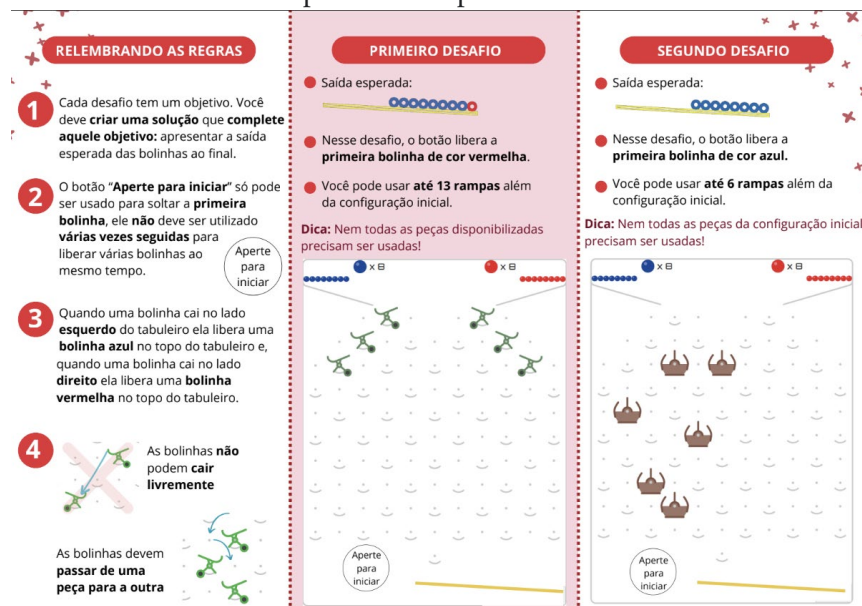 RELEMBRANDO AS REGRAS
1
Cada desafio tem um objetivo. Você
deve criar uma solução que complete
aquele objetivo: apresentar a saída
esperada das bolinhas ao final.
2
O botão “Aperte para iniciar” só pode
ser usado para soltar a primeira
bolinha, ele não deve ser utilizado
várias vezes seguidas para
liberar várias bolinhas ao
mesmo tempo.
Aperte
para
iniciar
3
Quando uma bolinha cai no lado
esquerdo do tabuleiro ela libera uma
bolinha azul no topo do tabuleiro e,
quando uma bolinha cai no lado
direito ela libera uma bolinha
vermelha no topo do tabuleiro.
4
As bolinhas não
podem cair
livremente
As bolinhas devem
passar de uma
peça para a outra
PRIMEIRO DESAFIO
Saída esperada:
Nesse desafio, o botão libera a
primeira bolinha de cor vermelha.
Você pode usar até 13 rampas além
da configuração inicial.
Dica: Nem todas as peças disponibilizadas
precisam ser usadas!
x 8
x 8
Aperte
para
iniciar
SEGUNDO DESAFIO
Saída esperada:
Nesse desafio, o botão libera a
primeira bolinha de cor azul.
Você pode usar até 6 rampas além da
configuração inicial.
Dica: Nem todas as peças da configuração inicial
precisam ser usadas!
x 8
x 8
Aperte
para
iniciar